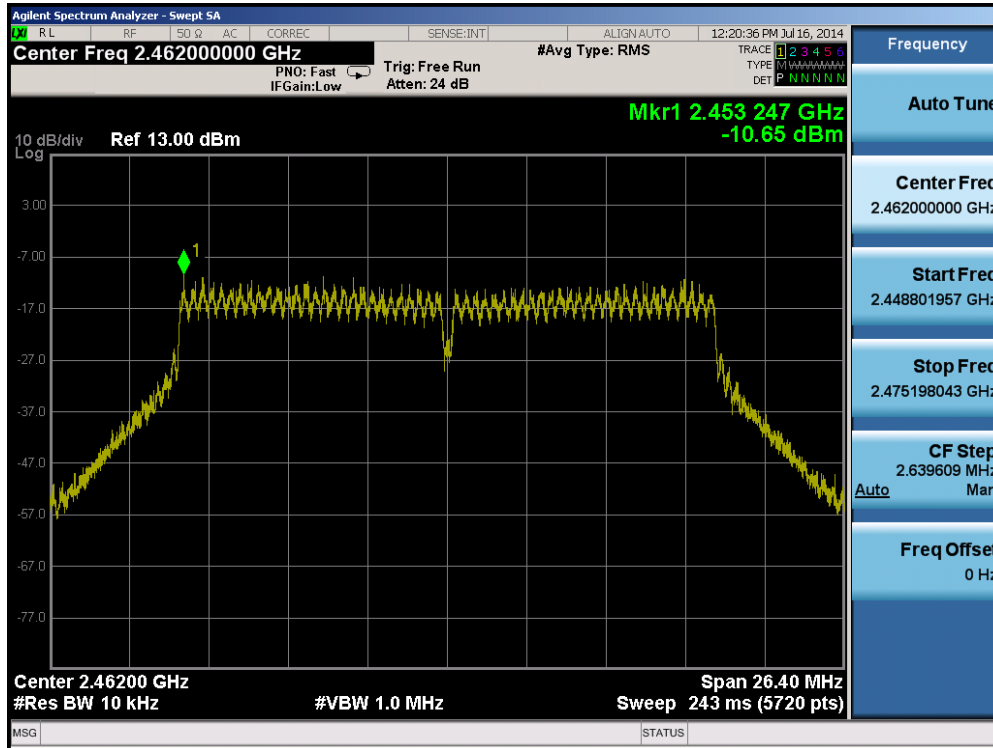 Agilent Spectrum Analyzer - Swept SA
LXI RL RF 50 Ω AC CORREC SENSE:INT ALIGN AUTO 12:20:36 PM Jul 16, 2014
Center Freq 2.462000000 GHz
PNO: Fast
IFGain:Low
Trig: Free Run
Atten: 24 dB
#Avg Type: RMS
TRACE 1 2 3 4 5 6
TYPE M
DET P N N N N N
Mkr1 2.453 247 GHz
-10.65 dBm
10 dB/div Ref 13.00 dBm
Log
1
3.00
-7.00
-17.0
-27.0
-37.0
-47.0
-57.0
-67.0
-77.0
Center 2.46200 GHz Span 26.40 MHz
#Res BW 10 kHz #VBW 1.0 MHz Sweep 243 ms (5720 pts)
MSG STATUS
Frequency
Auto Tune
Center Freq
2.462000000 GHz
Start Freq
2.448801957 GHz
Stop Freq
2.475198043 GHz
CF Step
2.639609 MHz
Auto Man
Freq Offset
0 Hz